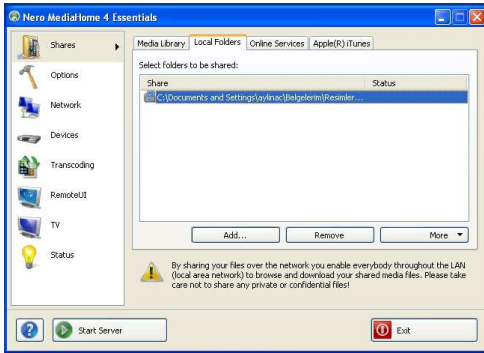 Nero MediaHome 4 Essentials
Shares
Options
Network
Devices
Transcoding
RemoteUI
TV
Status
Media Library
Local Folders
Online Services
Apple(R) iTunes
Select folders to be shared:
Share
Status
C:\Documents and Settings\aylinac\Belgelerim\Resimler...
Add...
Remove
More
By sharing your files over the network you enable everybody throughout the LAN
(local area network) to browse and download your shared media files. Please take
care not to share any private or confidential files!
Start Server
Exit